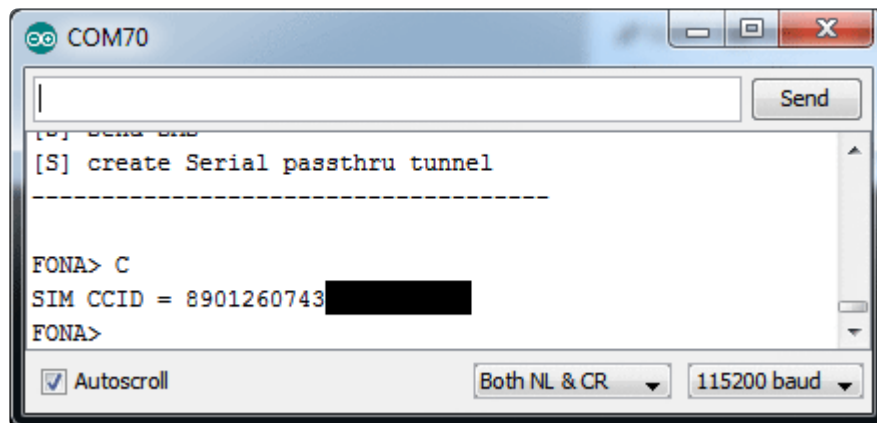 COM70
Send
[S] create Serial passthru tunnel
--------------------------------------
FONA> C
SIM CCID = 8901260743
FONA>
Autoscroll
Both NL & CR
115200 baud